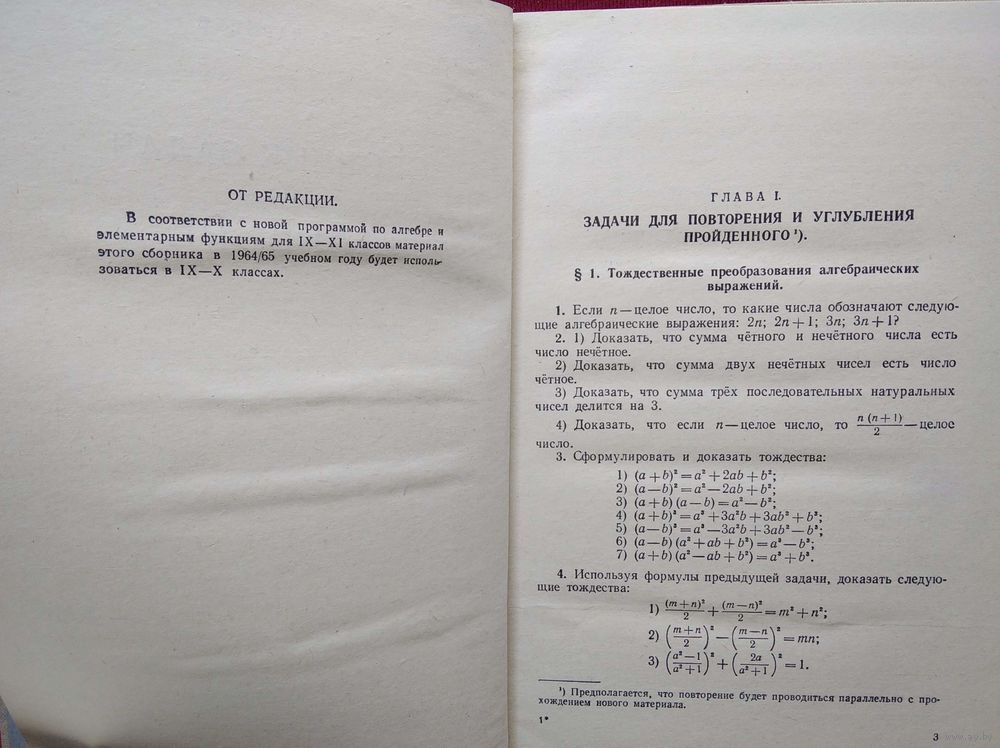 ОТ РЕДАКЦИИ.
В соответствии с новой программой по алгебре и
элементарным функциям для IX—XI классов материал
этого сборника в 1964/65 учебном году будет исполь-
зоваться в IX—X классах.
ГЛАВА I.
ЗАДАЧИ ДЛЯ ПОВТОРЕНИЯ И УГЛУБЛЕНИЯ
ПРОЙДЕННОГО ¹).
§ 1. Тождественные преобразования алгебраических
выражений.
1. Если n — целое число, то какие числа обозначают следую-
щие алгебраические выражения: 2n; 2n + 1; 3n; 3n + 1?
2. 1) Доказать, что сумма чётного и нечётного числа есть
число нечётное.
2) Доказать, что сумма двух нечётных чисел есть число
чётное.
3) Доказать, что сумма трёх последовательных натуральных
чисел делится на 3.
4) Доказать, что если n — целое число, то n (n + 1)/2 — целое
число.
3. Сформулировать и доказать тождества:
1) (a + b)² = a² + 2ab + b²;
2) (a — b)² = a² — 2ab + b²;
3) (a + b) (a — b) = a² — b²;
4) (a + b)³ = a³ + 3a²b + 3ab² + b³;
5) (a — b)³ = a³ — 3a²b + 3ab² — b³;
6) (a — b) (a² + ab + b²) = a³ — b³;
7) (a + b) (a² — ab + b²) = a³ + b³.
4. Используя формулы предыдущей задачи, доказать следую-
щие тождества:
1) (m + n)²/2 + (m — n)²/2 = m² + n²;
2) ((m + n)/2)² — ((m — n)/2)² = mn;
3) ((a² — 1)/(a² + 1))² + (2a/(a² + 1))² = 1.
¹) Предполагается, что повторение будет проводиться параллельно с про-
хождением нового материала.
1*
3
www.ay.by